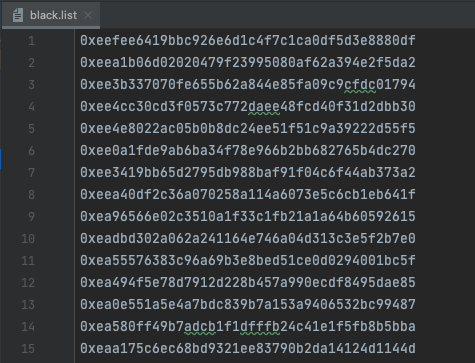 black.list
1 0xeefee6419bbc926e6d1c4f7c1ca0df5d3e8880df
2 0xeea1b06d02020479f23995080af62a394e2f5da2
3 0xee3b337070fe655b62a844e85fa09c9cfdc01794
4 0xee4cc30cd3f0573c772daee48fcd40f31d2dbb30
5 0xee4e8022ac05b0b8dc24ee51f51c9a39222d55f5
6 0xee0a1fde9ab6ba34f78e966b2bb682765b4dc270
7 0xee3419bb65d2795db988baf91f04c6f44ab373a2
8 0xeea40df2c36a070258a114a6073e5c6cb1eb641f
9 0xea96566e02c3510a1f33c1fb21a1a64b60592615
10 0xeadbd302a062a241164e746a04d313c3e5f2b7e0
11 0xea55576383c96a69b3e8bed51ce0d0294001bc5f
12 0xea494f5e78d7912d228b457a990ecdf8495dae85
13 0xea0e551a5e4a7bdc839b7a153a9406532bc99487
14 0xea580ff49b7adcb1f1dfffb24c41e1f5fb8b5bba
15 0xeaa175c6ec68bd9321ee83790b2da14124d1144d